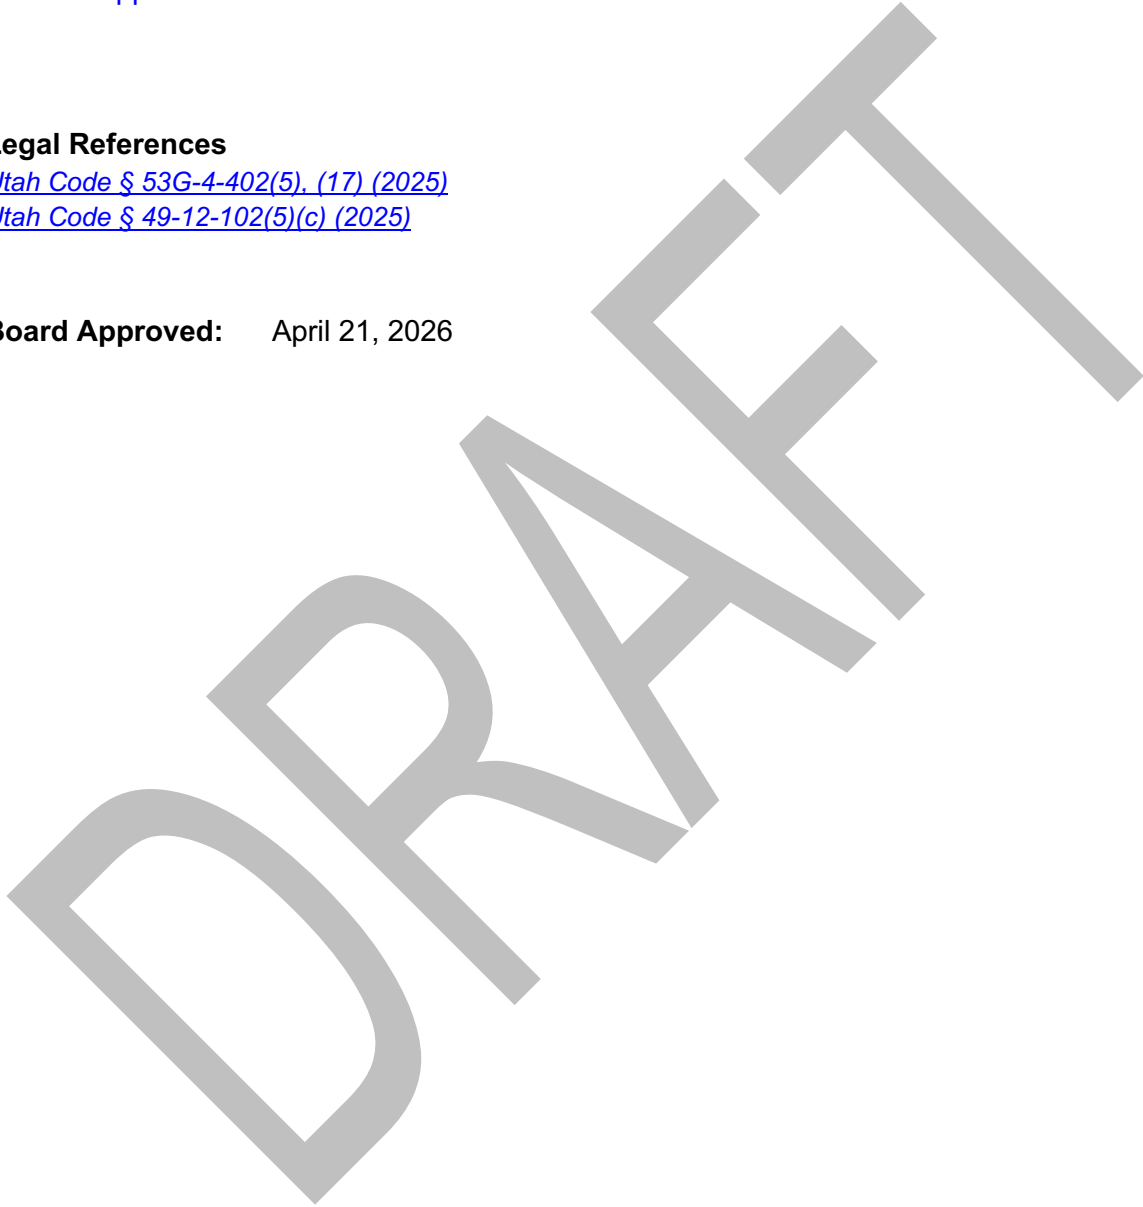 Legal References
Utah Code § 53G-4-402(5), (17) (2025)
Utah Code § 49-12-102(5)(c) (2025)
Board Approved: April 21, 2026
DRAFT